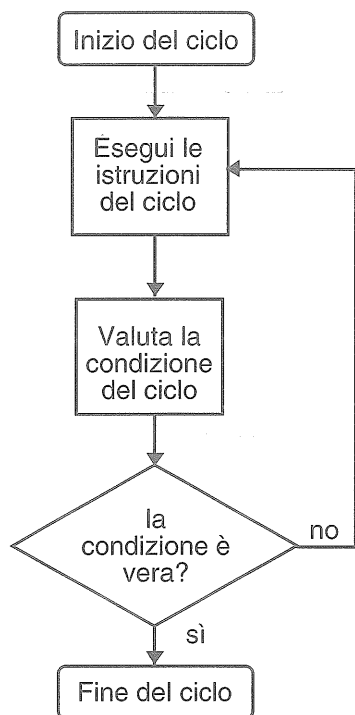 Inizio del ciclo
Esegui le
istruzioni
del ciclo
Valuta la
condizione
del ciclo
la
condizione è
vera?
no
sì
Fine del ciclo